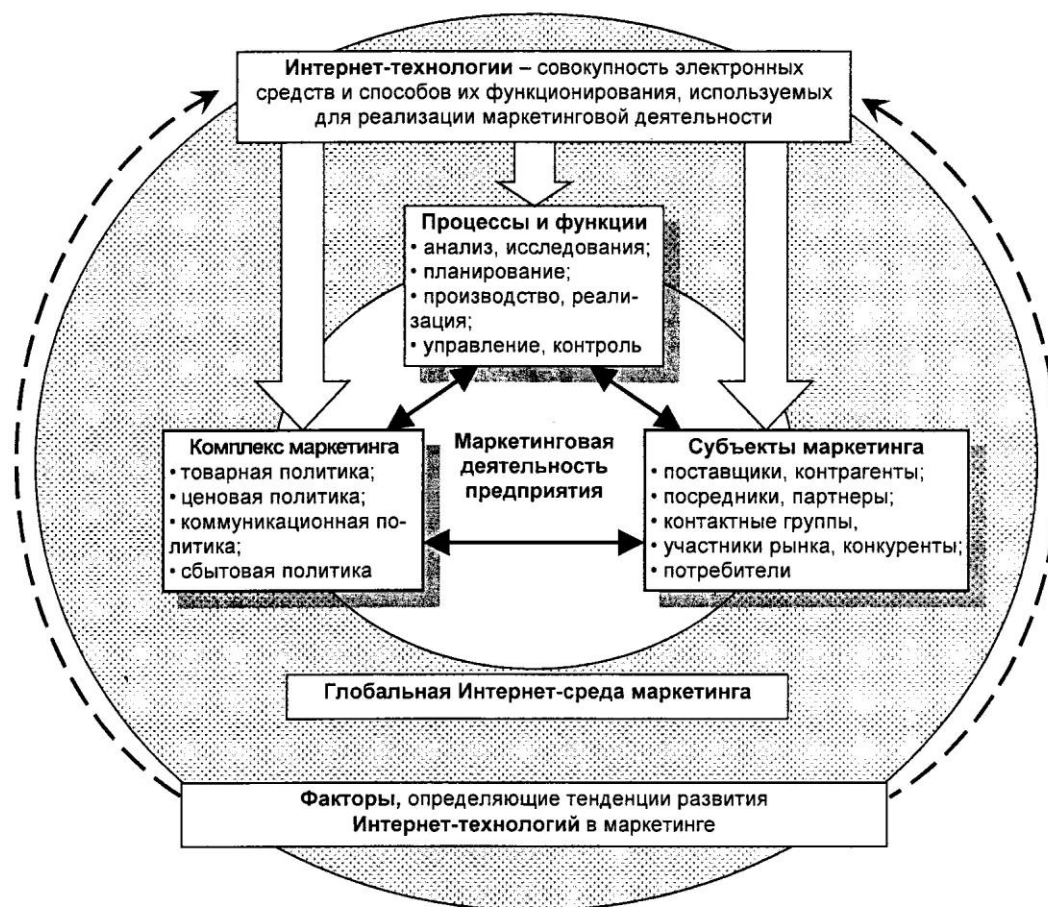 Интернет-технологии – совокупность электронных
средств и способов их функционирования, используемых
для реализации маркетинговой деятельности
Процессы и функции
• анализ, исследования;
• планирование;
• производство, реали-
зация;
• управление, контроль
Комплекс маркетинга
• товарная политика;
• ценовая политика;
• коммуникационная по-
литика;
• сбытовая политика
Маркетинговая
деятельность
предприятия
Субъекты маркетинга
• поставщики, контрагенты;
• посредники, партнеры;
• контактные группы,
• участники рынка, конкуренты;
• потребители
Глобальная Интернет-среда маркетинга
Факторы, определяющие тенденции развития
Интернет-технологий в маркетинге